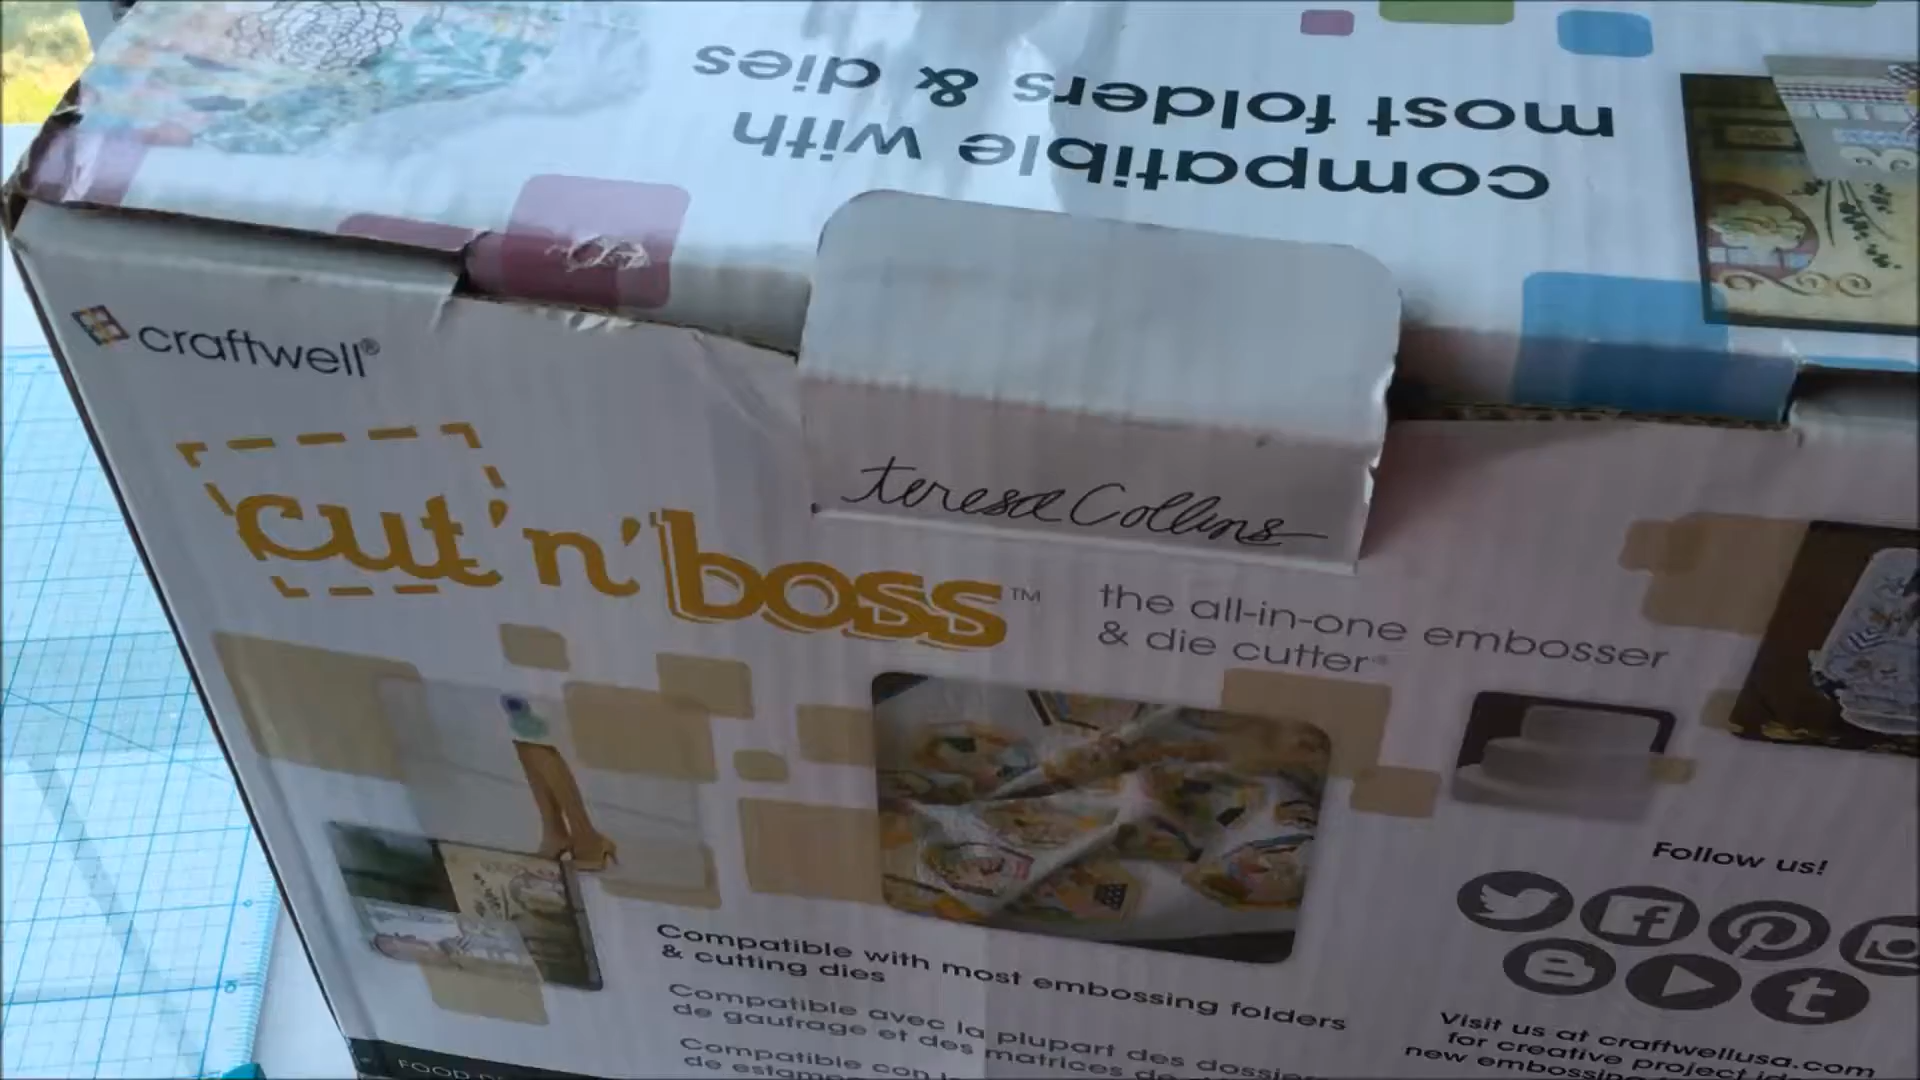 compatible with
most folders & dies
craftwell®
teresa Collins
cut'n'boss™
the all-in-one embosser
& die cutter
Follow us!
Compatible with most embossing folders
& cutting dies
Compatible avec la plupart des dossiers
de gaufrage et des matrices de
Compatible con
de
Visit us at craftwellusa.com
for creative project
new embossing
FOOD